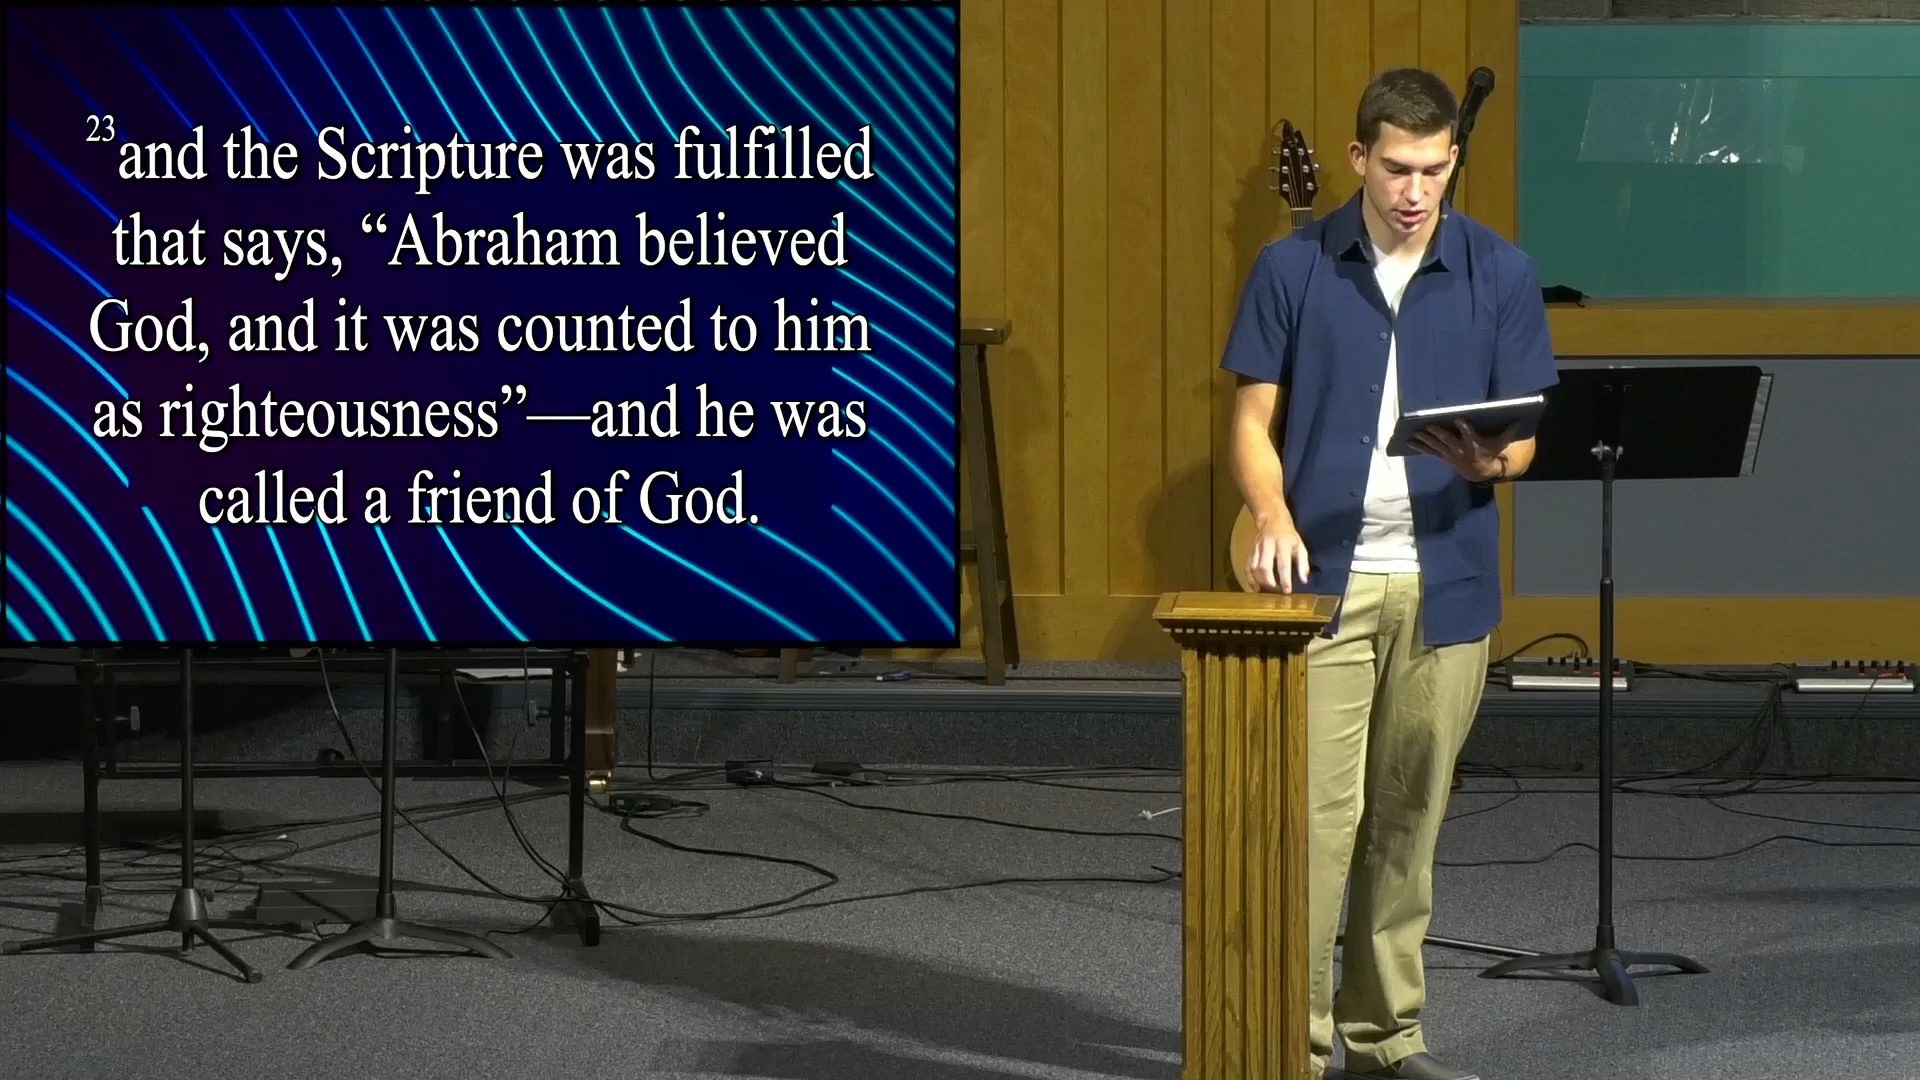 23and the Scripture was fulfilled
that says, “Abraham believed
God, and it was counted to him
as righteousness”—and he was
called a friend of God.